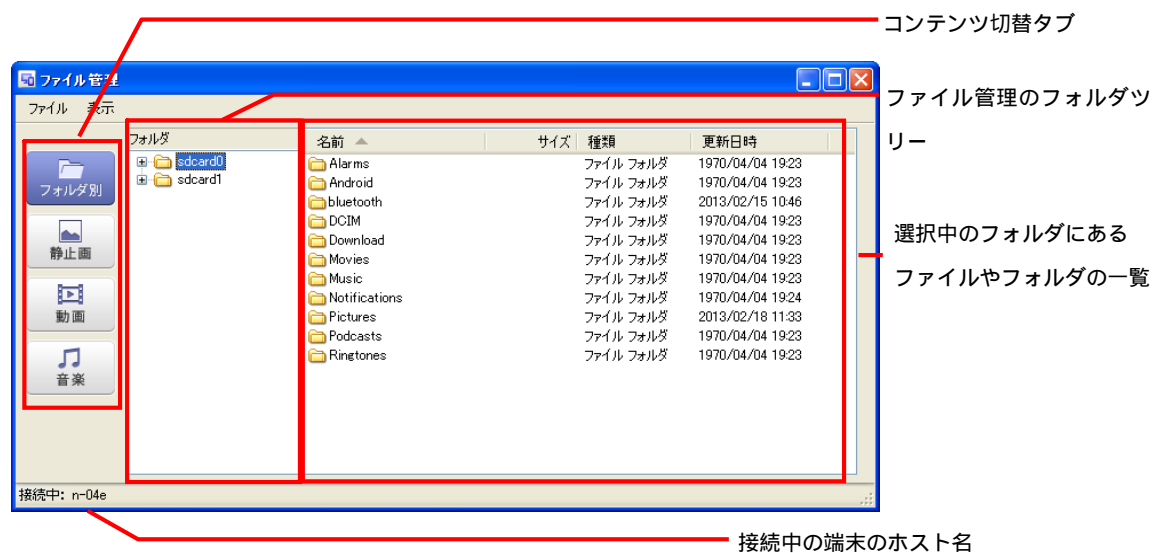 コンテンツ切替タブ
ファイル管理
ファイル 表示
ファイル管理のフォルダツ
リー
フォルダ 名前 サイズ 種類 更新日時
sdcard0
sdcard1
フォルダ別
静止画
動画
音楽
Alarms ファイル フォルダ 1970/04/04 19:23
Android ファイル フォルダ 1970/04/04 19:23
bluetooth ファイル フォルダ 2013/02/15 10:46
DCIM ファイル フォルダ 1970/04/04 19:23
Download ファイル フォルダ 1970/04/04 19:23
Movies ファイル フォルダ 1970/04/04 19:23
Music ファイル フォルダ 1970/04/04 19:23
Notifications ファイル フォルダ 1970/04/04 19:24
Pictures ファイル フォルダ 2013/02/18 11:33
Podcasts ファイル フォルダ 1970/04/04 19:23
Ringtones ファイル フォルダ 1970/04/04 19:23
選択中のフォルダにある
ファイルやフォルダの一覧
接続中: n-04e
接続中の端末のホスト名